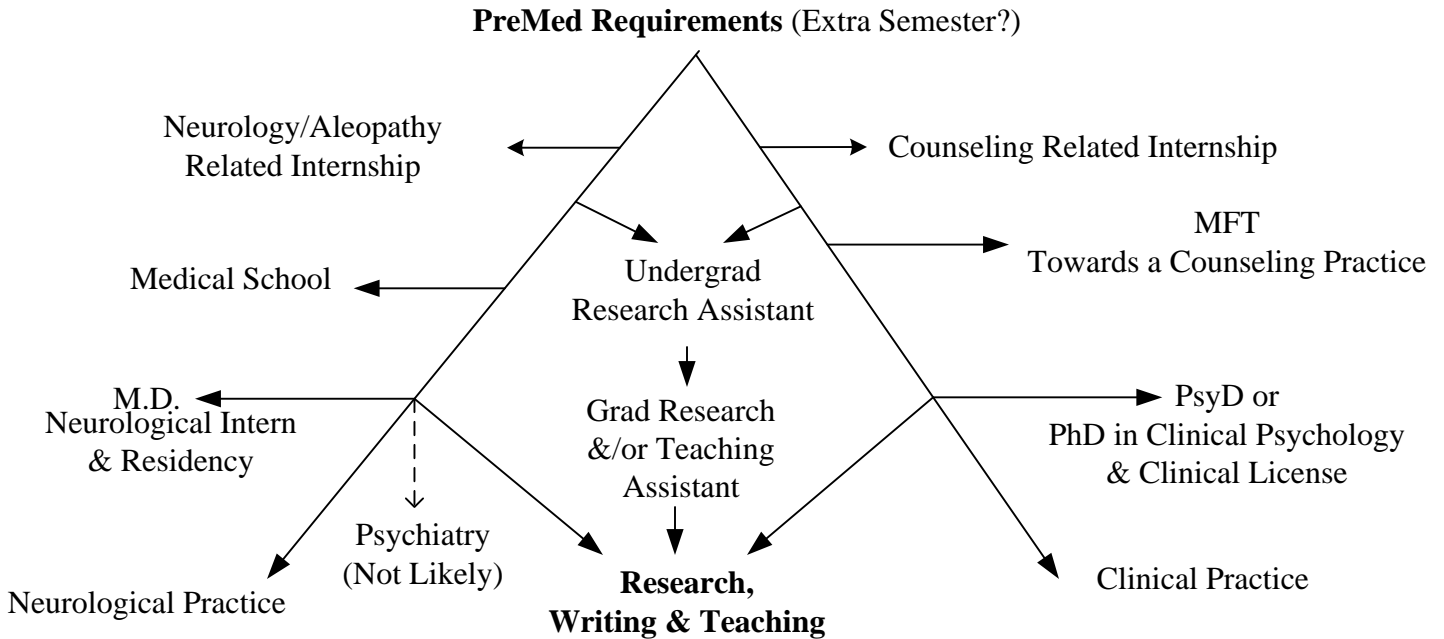 PreMed Requirements (Extra Semester?)
Neurology/Aleopathy
Related Internship
Counseling Related Internship
MFT
Towards a Counseling Practice
Medical School
Undergrad
Research Assistant
M.D.
Neurological Intern
& Residency
Grad Research
&/or Teaching
Assistant
PsyD or
PhD in Clinical Psychology
& Clinical License
Psychiatry
(Not Likely)
Neurological Practice
Research,
Writing & Teaching
Clinical Practice